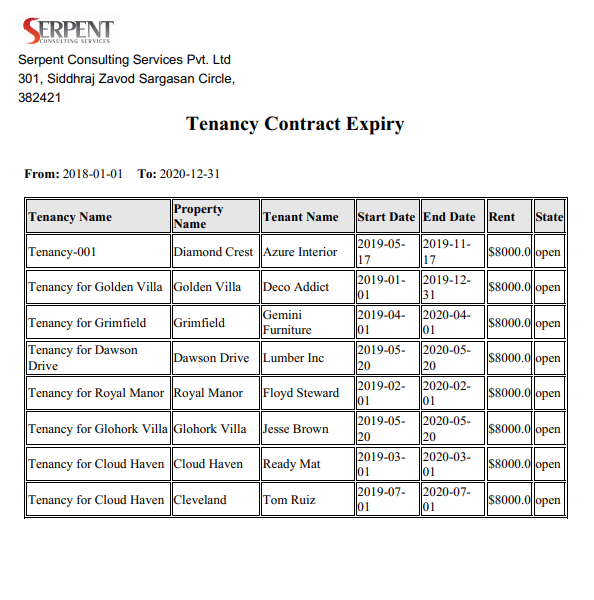 SERPENT
CONSULTING SERVICES
Serpent Consulting Services Pvt. Ltd
301, Siddhraj Zavod Sargasan Circle,
382421
Tenancy Contract Expiry
From: 2018-01-01 To: 2020-12-31
Tenancy Name Property Name Tenant Name Start Date End Date Rent State
Tenancy-001 Diamond Crest Azure Interior 2019-05-17 2019-11-17 $8000.0 open
Tenancy for Golden Villa Golden Villa Deco Addict 2019-01-01 2019-12-31 $8000.0 open
Tenancy for Grimfield Grimfield Gemini Furniture 2019-04-01 2020-04-01 $8000.0 open
Tenancy for Dawson Drive Dawson Drive Lumber Inc 2019-05-20 2020-05-20 $8000.0 open
Tenancy for Royal Manor Royal Manor Floyd Steward 2019-02-01 2020-02-01 $8000.0 open
Tenancy for Glohork Villa Glohork Villa Jesse Brown 2019-05-20 2020-05-20 $8000.0 open
Tenancy for Cloud Haven Cloud Haven Ready Mat 2019-03-01 2020-03-01 $8000.0 open
Tenancy for Cloud Haven Cleveland Tom Ruiz 2019-07-01 2020-07-01 $8000.0 open